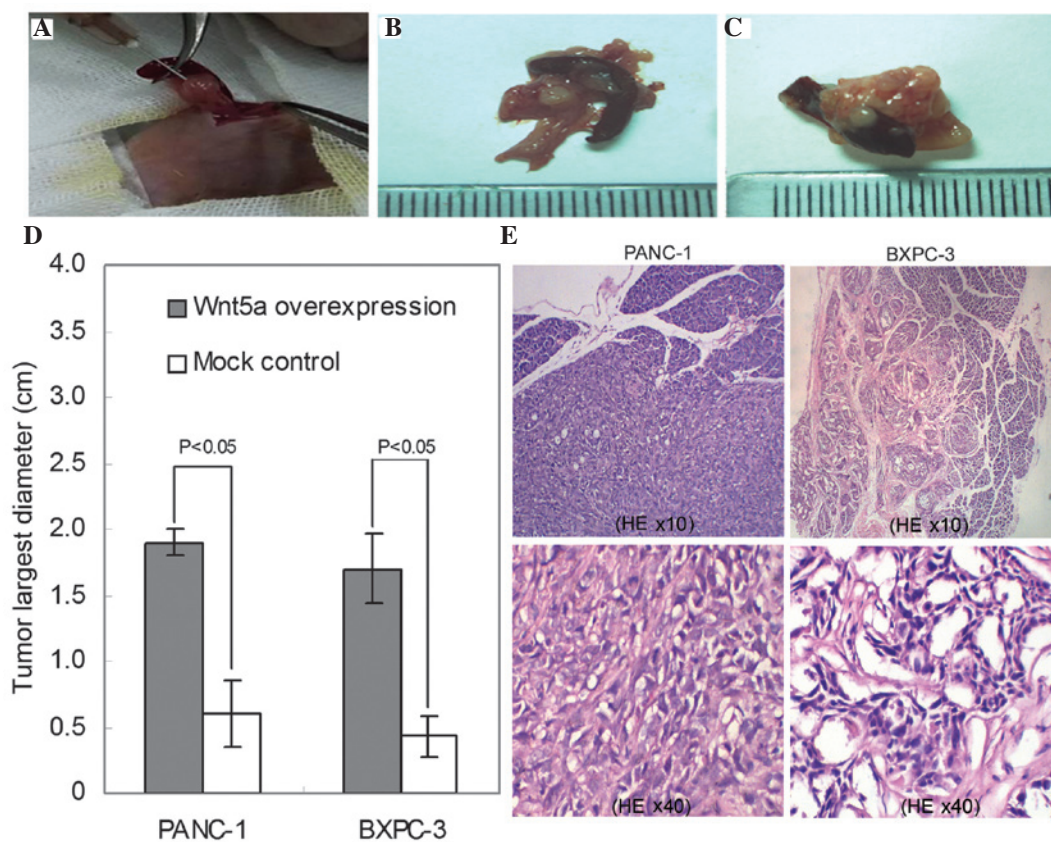 A
B
C
D
4.0
3.5
3.0
2.5
2.0
1.5
1.0
0.5
0
Tumor largest diameter (cm)
Wnt5a overexpression
Mock control
P<0.05
P<0.05
PANC-1
BXPC-3
E
PANC-1
BXPC-3
(HE x10)
(HE x10)
(HE x40)
(HE x40)